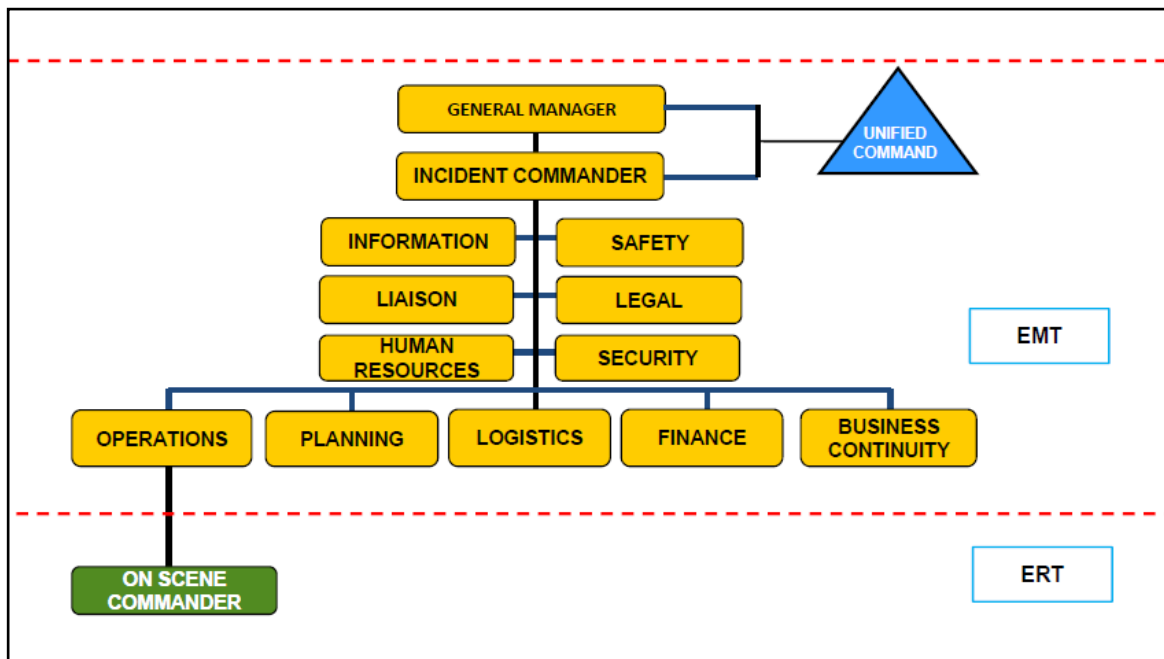 GENERAL MANAGER
UNIFIED
COMMAND
INCIDENT COMMANDER
INFORMATION
SAFETY
LIAISON
LEGAL
EMT
HUMAN
RESOURCES
SECURITY
OPERATIONS
PLANNING
LOGISTICS
FINANCE
BUSINESS
CONTINUITY
ON SCENE
COMMANDER
ERT